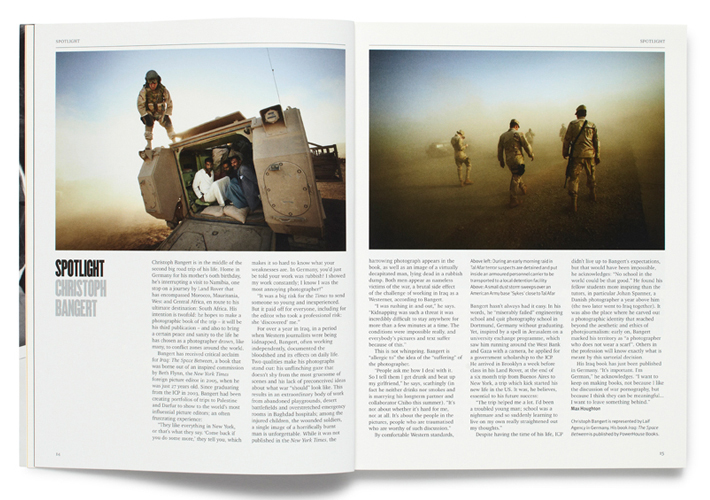 SPOTLIGHT
SPOTLIGHT
SPOTLIGHT
CHRISTOPH
BANGERT
Christoph Bangert is in the middle of the
second big road trip of his life. Home in
Germany for his mother's 60th birthday,
he's interrupting a visit to Namibia, one
stop on a journey by Land Rover that
has encompassed Morocco, Mauritania,
West and Central Africa, en route to his
ultimate destination: South Africa. His
intention is twofold: he hopes to make a
photographic book of the trip – it will be
his third publication – and also to bring
a certain peace and sanity to the life he
has chosen as a photographer drawn, like
many, to conflict zones around the world.
Bangert has received critical acclaim
for Iraq: The Space Between, a book that
was borne out of an inspired commission
by Beth Flynn, the New York Times
foreign picture editor in 2005, when he
was just 27 years old. Since graduating
from the ICP in 2003, Bangert had been
creating portfolios of trips to Palestine
and Darfur to show to the world's most
influential picture editors; an often
frustrating experience:
"They like everything in New York,
or that's what they say. 'Come back if
you do some more,' they tell you, which
makes it so hard to know what your
weaknesses are. In Germany, you'd just
be told your work was rubbish! I showed
my work constantly; I know I was the
most annoying photographer!"
"It was a big risk for the Times to send
someone so young and inexperienced.
But it paid off for everyone, including for
the editor who took a professional risk:
she 'discovered' me."
For over a year in Iraq, in a period
when Western journalists were being
kidnapped, Bangert, often working
independently, documented the
bloodshed and its effects on daily life.
Two qualities make his photographs
stand out: his unflinching gaze that
doesn't shy from the most gruesome of
scenes and his lack of preconceived ideas
about what war "should" look like. This
results in an extraordinary body of work
from abandoned playgrounds, desert
battlefields and overstretched emergency
rooms in Baghdad hospitals; among the
injured children, the wounded soldiers,
a single image of a horrifically burnt
man is unforgettable. While it was not
published in the New York Times, the
harrowing photograph appears in the
book, as well as an image of a virtually
decapitated man, lying dead in a rubbish
dump. Both men appear as nameless
victims of the war, a brutal side effect
of the challenge of working in Iraq as a
Westerner, according to Bangert.
"I was rushing in and out," he says.
"Kidnapping was such a threat it was
incredibly difficult to stay anywhere for
more than a few minutes at a time. The
conditions were impossible really, and
everybody's pictures and text suffer
because of this."
This is not whingeing. Bangert is
"allergic to" the idea of the "suffering" of
the photographer.
"People ask me how I deal with it.
So I tell them I get drunk and beat up
my girlfriend," he says, scathingly (in
fact he neither drinks nor smokes and
is marrying his longterm partner and
collaborator Chiho this summer). "It's
not about whether it's hard for me,
not at all. It's about the people in the
pictures; people who are traumatised
who are worthy of such discussion."
By comfortable Western standards,
Above left: During an early morning raid in
Tal Afar terror suspects are detained and put
inside an armoured personnel carrier to be
transported to a local detention facility.
Above: A small dust storm sweeps over an
American Army base 'Sykes' close to Tal Afar
Bangert hasn't always had it easy. In his
words, he "miserably failed" engineering
school and quit photography school in
Dortmund, Germany without graduating.
Yet, inspired by a spell in Jerusalem on a
university exchange programme, which
saw him running around the West Bank
and Gaza with a camera, he applied for
a government scholarship to the ICP.
He arrived in Brooklyn a week before
class in his Land Rover, at the end of
a six month trip from Buenos Aires to
New York, a trip which kick started his
new life in the US. It was, he believes,
essential to his future success:
"The trip helped me a lot. I'd been
a troubled young man; school was a
nightmare and so suddenly learning to
live on my own really straightened out
my thoughts."
Despite having the time of his life, ICP
didn't live up to Bangert's expectations,
but that would have been impossible,
he acknowledges: "No school in the
world could be that good." He found his
fellow students most inspiring than the
tutors, in particular Johan Spanner, a
Danish photographer a year above him
(the two later went to Iraq together). It
was also the place where he carved out
a photographic identity that reached
beyond the aesthetic and ethics of
photojournalism: early on, Bangert
marked his territory as "a photographer
who does not wear a scarf". Others in
the profession will know exactly what is
meant by this sartorial decision.
His Iraq book has just been published
in Germany. "It's important. I'm
German," he acknowledges. "I want to
keep on making books, not because I like
the discussion of war pornography, but
because I think they can be meaningful...
I want to leave something behind."
Max Houghton
Christoph Bangert is represented by Laif
Agency in Germany. His book Iraq: The Space
Between is published by PowerHouse Books.